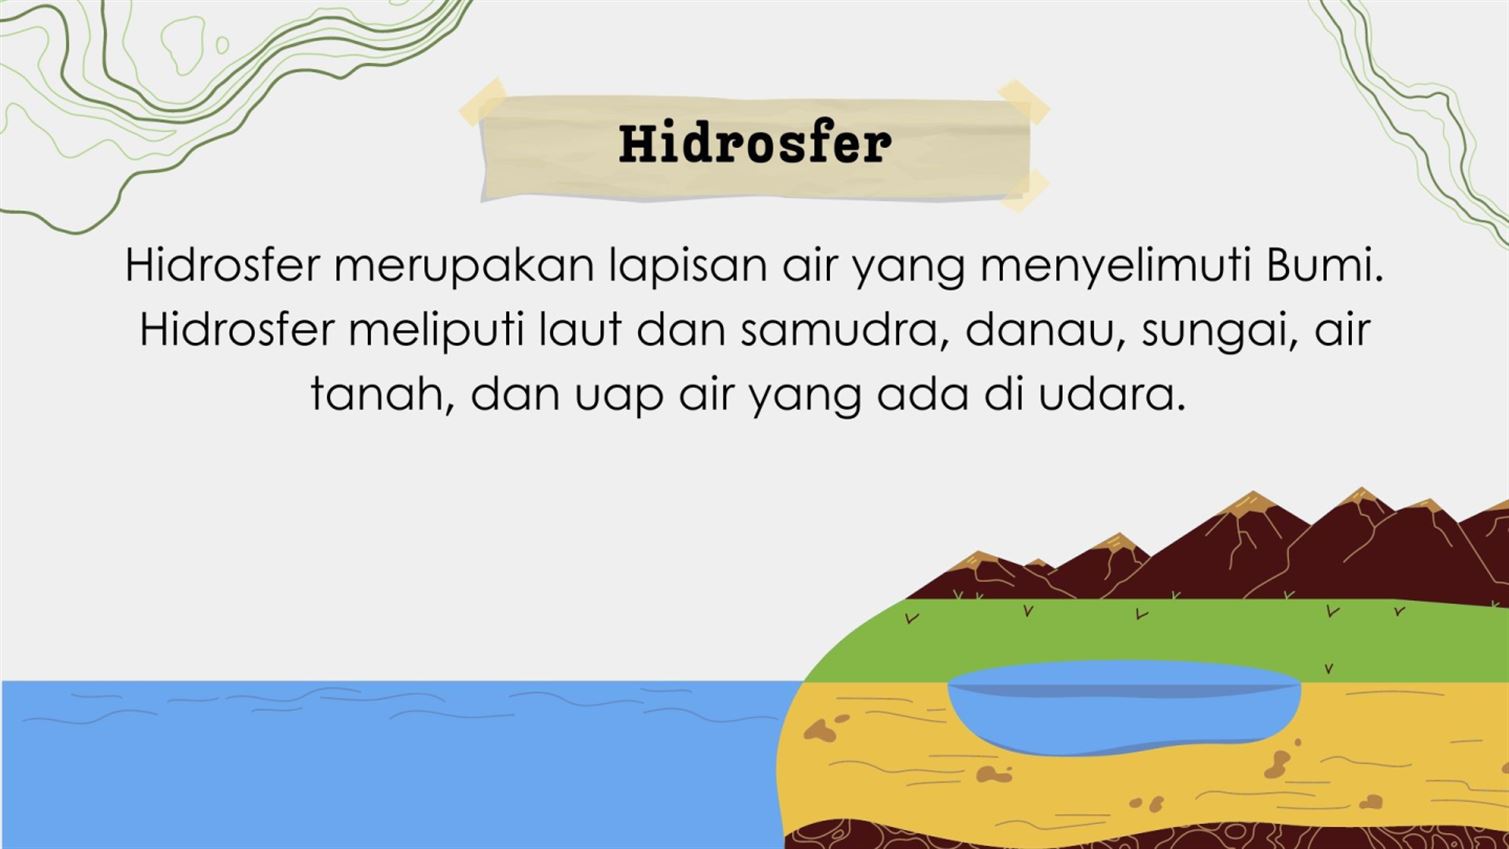 Hidrosfer
Hidrosfer merupakan lapisan air yang menyelimuti Bumi.
Hidrosfer meliputi laut dan samudra, danau, sungai, air
tanah, dan uap air yang ada di udara.